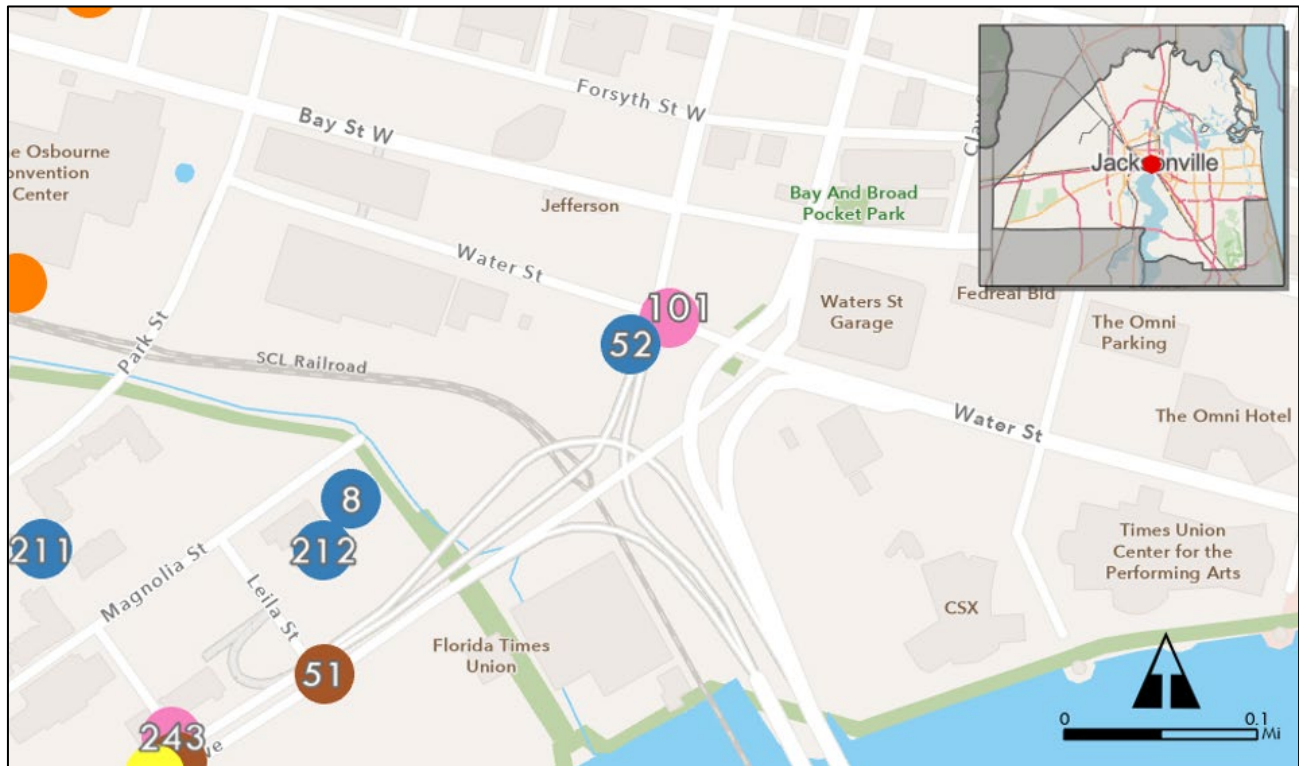 Forsyth St W
Bay St W
e Osbourne
onvention
Center
Jefferson
Bay And Broad
Pocket Park
Jacksonville
Water St
101
52
Waters St
Garage
Fedreal Bld
The Omni
Parking
Park St
SCL Railroad
Water St
The Omni Hotel
8
211
212
Magnolia St
Leila St
Times Union
Center for the
Performing Arts
CSX
Florida Times
Union
51
243
0
0.1
Mi